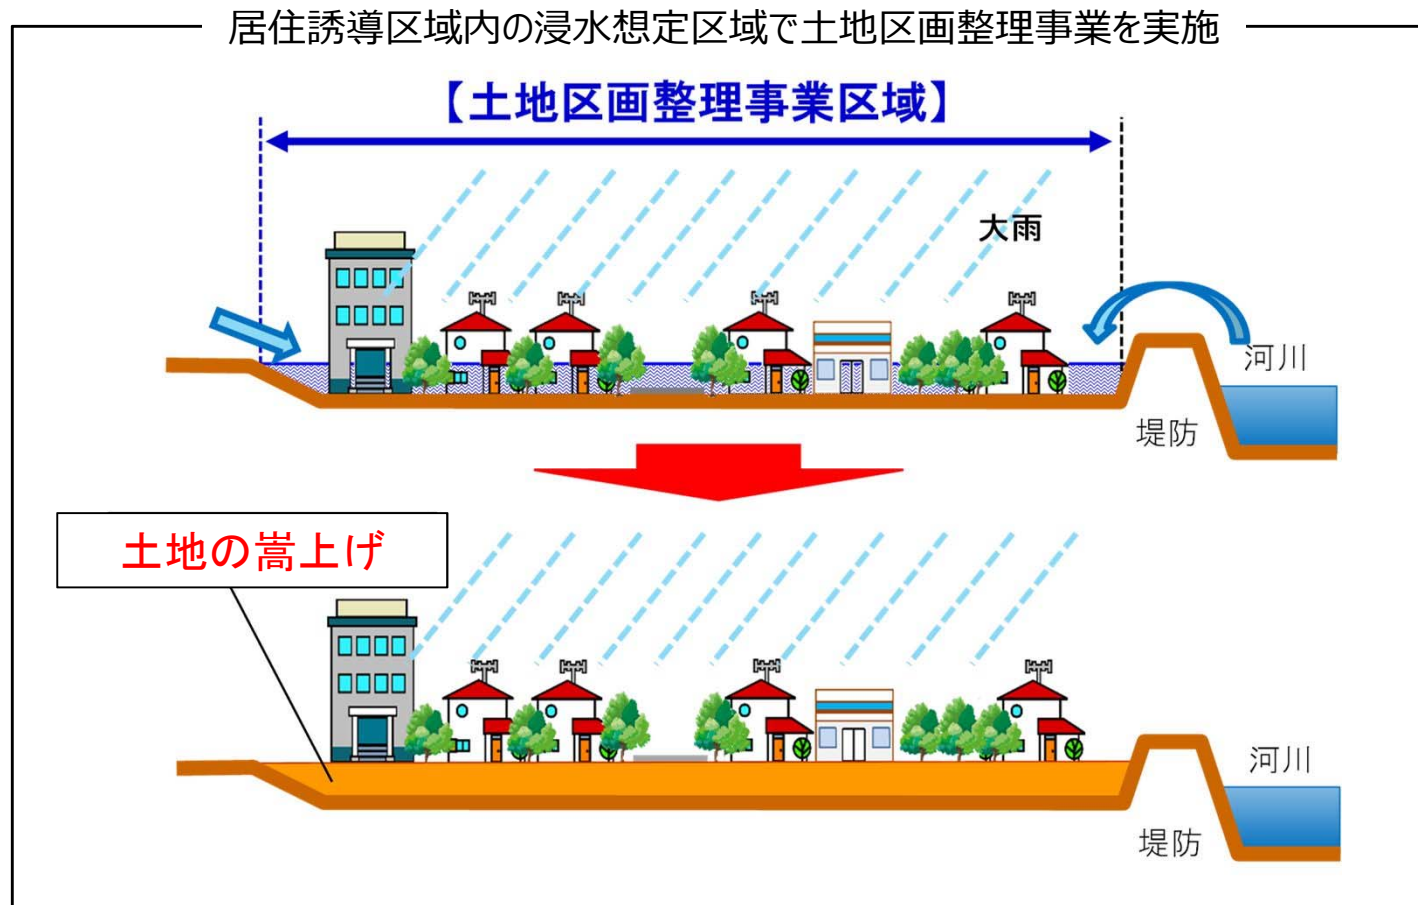 居住誘導区域内の浸水想定区域で土地区画整理事業を実施
【土地区画整理事業区域】
大雨
河川
堤防
土地の嵩上げ
河川
堤防